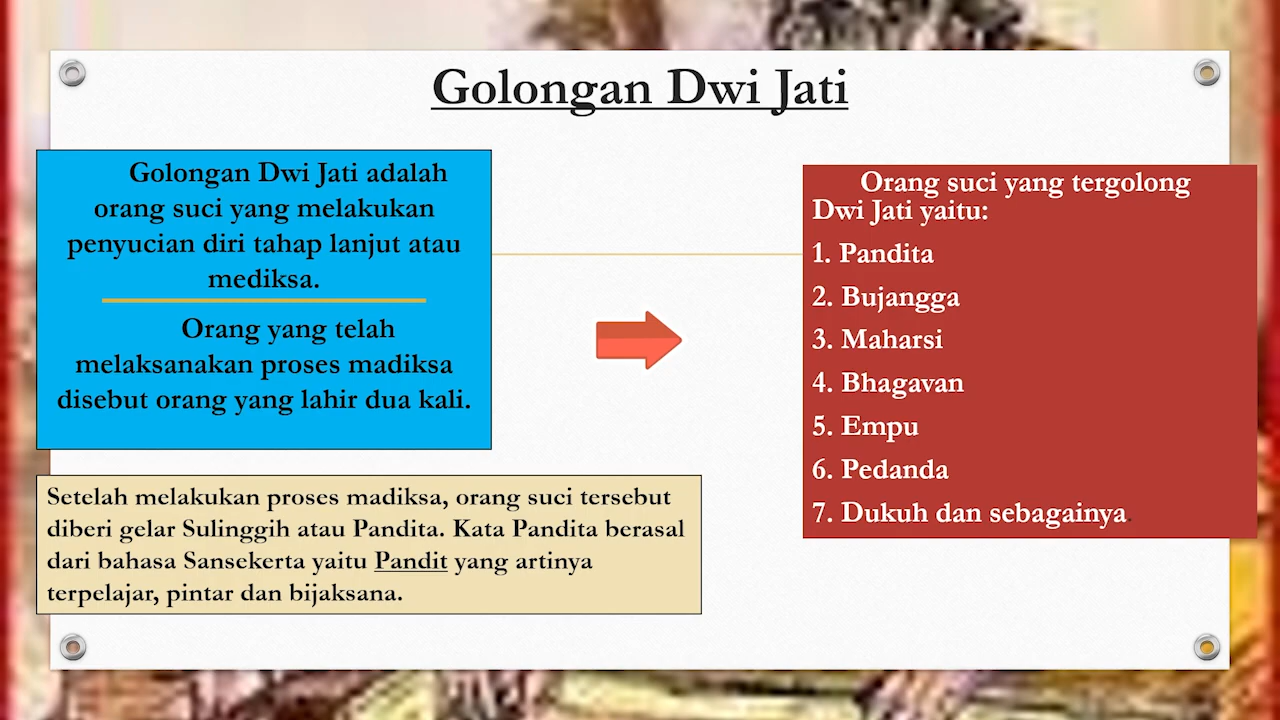 Golongan Dwi Jati
Golongan Dwi Jati adalah
orang suci yang melakukan
penyucian diri tahap lanjut atau
mediksa.
Orang yang telah
melaksanakan proses madiksa
disebut orang yang lahir dua kali.
Setelah melakukan proses madiksa, orang suci tersebut
diberi gelar Sulinggih atau Pandita. Kata Pandita berasal
dari bahasa Sansekerta yaitu Pandit yang artinya
terpelajar, pintar dan bijaksana.
Orang suci yang tergolong
Dwi Jati yaitu:
1. Pandita
2. Bujangga
3. Maharsi
4. Bhagavan
5. Empu
6. Pedanda
7. Dukuh dan sebagainya.